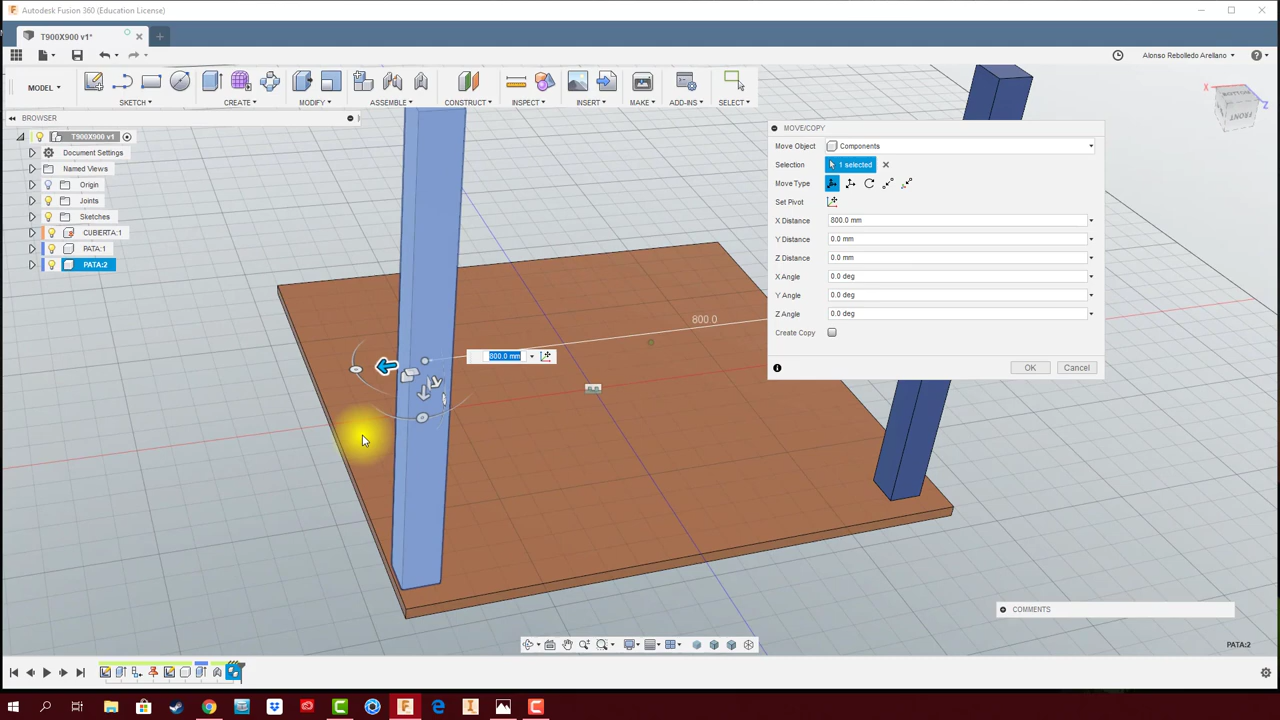 Autodesk Fusion 360 (Education License)
T900X900 v1*
Alonso Rebolledo Arellano
MODEL
SKETCH
CREATE
MODIFY
ASSEMBLE
CONSTRUCT
INSPECT
INSERT
MAKE
ADD-INS
SELECT
BROWSER
T900X900 v1
Document Settings
Named Views
Origin
Joints
Sketches
CUBIERTA:1
PATA:1
PATA:2
MOVE/COPY
Move Object
Components
Selection
1 selected
Move Type
Set Pivot
X Distance
800.0 mm
Y Distance
0.0 mm
Z Distance
0.0 mm
X Angle
0.0 deg
Y Angle
0.0 deg
Z Angle
0.0 deg
Create Copy
OK
Cancel
800.0
800.0 mm
X
Z
BOTTOM
FRONT
COMMENTS
PATA:2